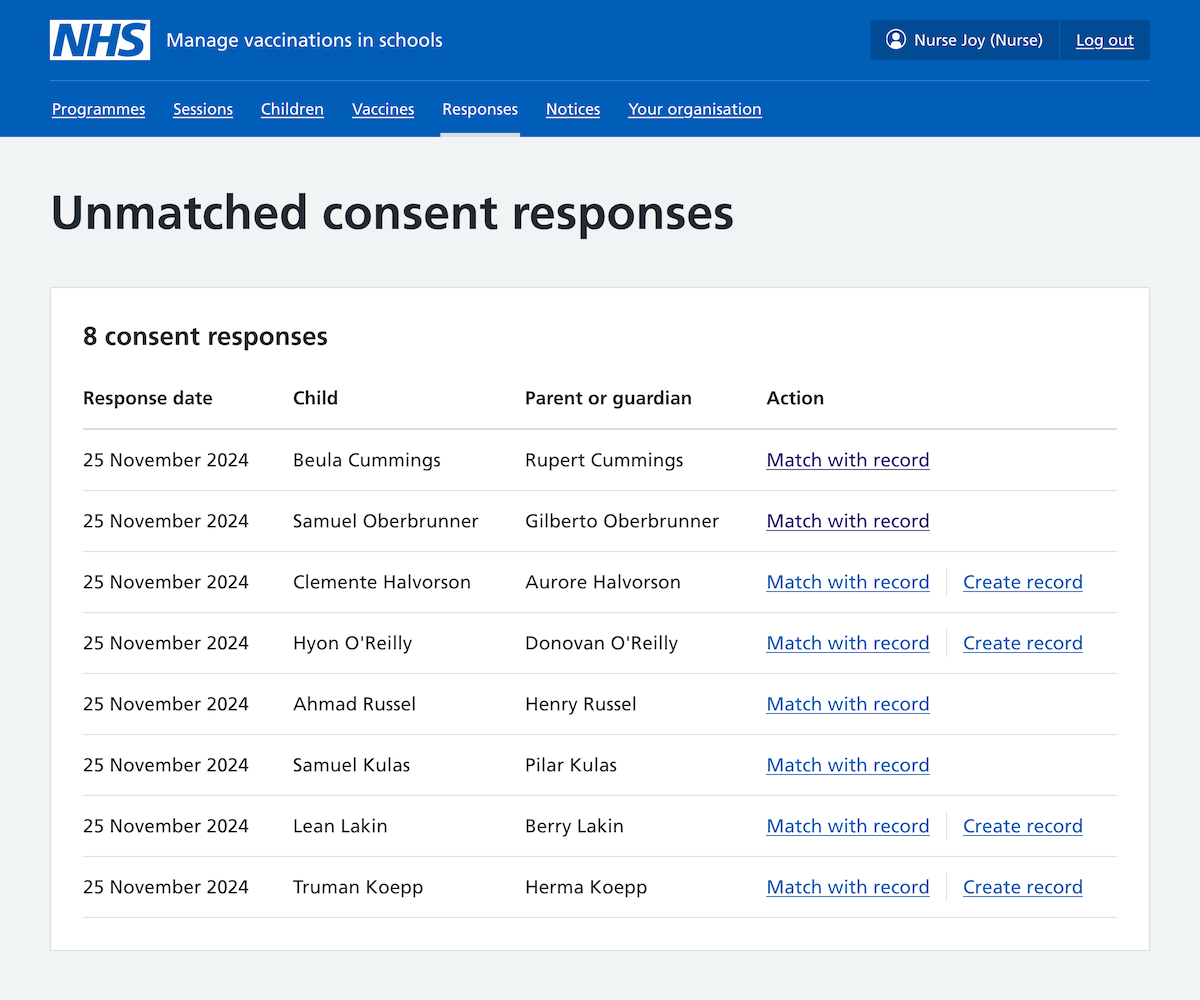 NHS Manage vaccinations in schools Nurse Joy (Nurse) Log out
Programmes Sessions Children Vaccines Responses Notices Your organisation
Unmatched consent responses
8 consent responses
Response date Child Parent or guardian Action
25 November 2024 Beula Cummings Rupert Cummings Match with record
25 November 2024 Samuel Oberbrunner Gilberto Oberbrunner Match with record
25 November 2024 Clemente Halvorson Aurore Halvorson Match with record Create record
25 November 2024 Hyon O'Reilly Donovan O'Reilly Match with record Create record
25 November 2024 Ahmad Russel Henry Russel Match with record
25 November 2024 Samuel Kulas Pilar Kulas Match with record
25 November 2024 Lean Lakin Berry Lakin Match with record Create record
25 November 2024 Truman Koepp Herma Koepp Match with record Create record